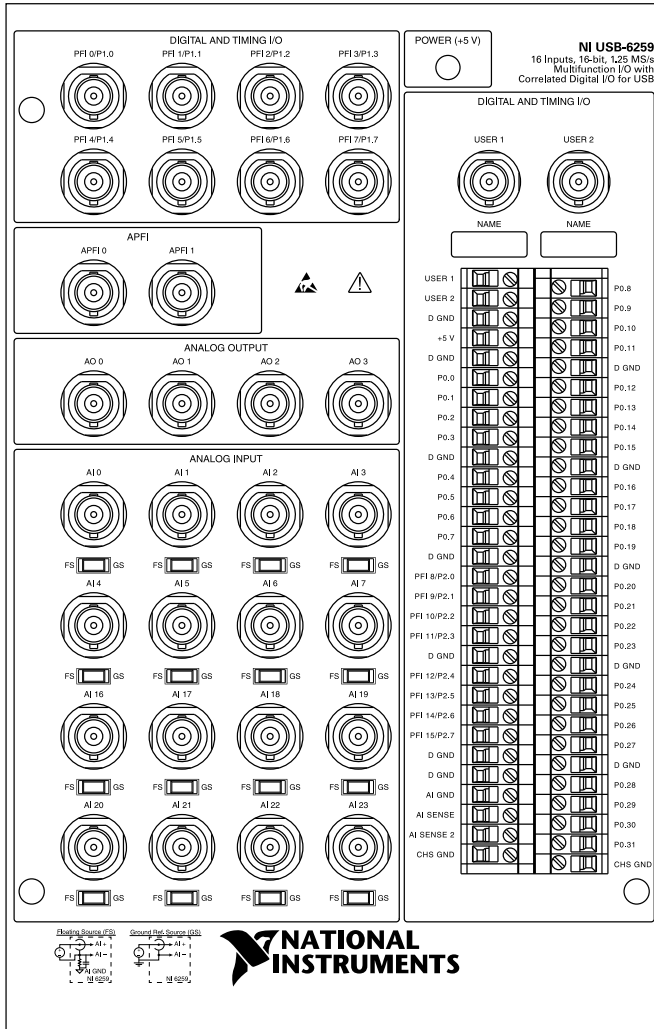 DIGITAL AND TIMING I/O
PFI 0/P1.0 PFI 1/P1.1 PFI 2/P1.2 PFI 3/P1.3
PFI 4/P1.4 PFI 5/P1.5 PFI 6/P1.6 PFI 7/P1.7
APFI
APFI 0 APFI 1
ANALOG OUTPUT
AO 0 AO 1 AO 2 AO 3
ANALOG INPUT
AI 0 AI 1 AI 2 AI 3
FS GS FS GS FS GS FS GS
AI 4 AI 5 AI 6 AI 7
FS GS FS GS FS GS FS GS
AI 16 AI 17 AI 18 AI 19
FS GS FS GS FS GS FS GS
AI 20 AI 21 AI 22 AI 23
FS GS FS GS FS GS FS GS
POWER (+5 V)
NI USB-6259
16 Inputs, 16-bit, 1.25 MS/s
Multifunction I/O with
Correlated Digital I/O for USB
DIGITAL AND TIMING I/O
USER 1 USER 2
NAME NAME
USER 1
USER 2
D GND
+5 V
D GND
P0.0
P0.1
P0.2
P0.3
D GND
P0.4
P0.5
P0.6
P0.7
D GND
PFI 8/P2.0
PFI 9/P2.1
PFI 10/P2.2
PFI 11/P2.3
D GND
PFI 12/P2.4
PFI 13/P2.5
PFI 14/P2.6
PFI 15/P2.7
D GND
D GND
AI GND
AI SENSE
AI SENSE 2
CHS GND
P0.8
P0.9
P0.10
P0.11
D GND
P0.12
P0.13
P0.14
P0.15
D GND
P0.16
P0.17
P0.18
P0.19
D GND
P0.20
P0.21
P0.22
P0.23
D GND
P0.24
P0.25
P0.26
P0.27
D GND
P0.28
P0.29
P0.30
P0.31
CHS GND
Floating Source (FS)
AI +
AI –
AI GND
NI 6259
Ground Ref. Source (GS)
AI +
AI –
NI 6259
NATIONAL
INSTRUMENTS